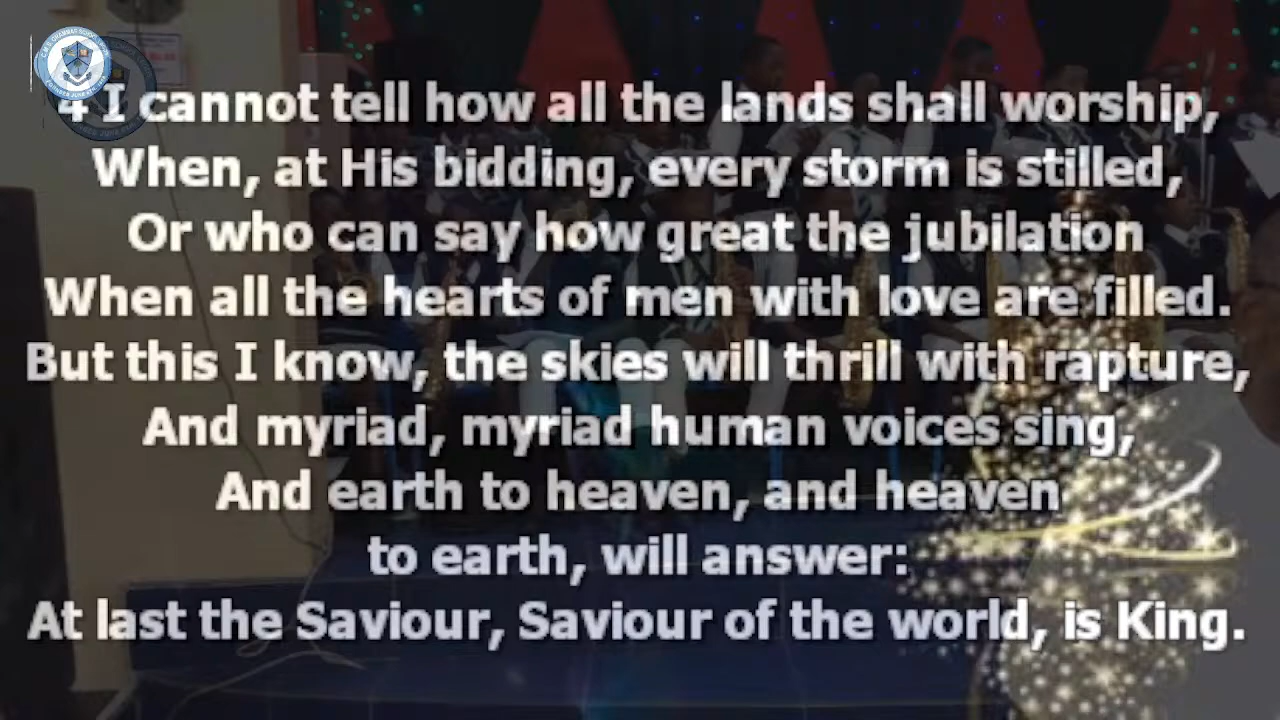 4 I cannot tell how all the lands shall worship,
When, at His bidding, every storm is stilled,
Or who can say how great the jubilation
When all the hearts of men with love are filled.
But this I know, the skies will thrill with rapture,
And myriad, myriad human voices sing,
And earth to heaven, and heaven
to earth, will answer:
At last the Saviour, Saviour of the world, is King.